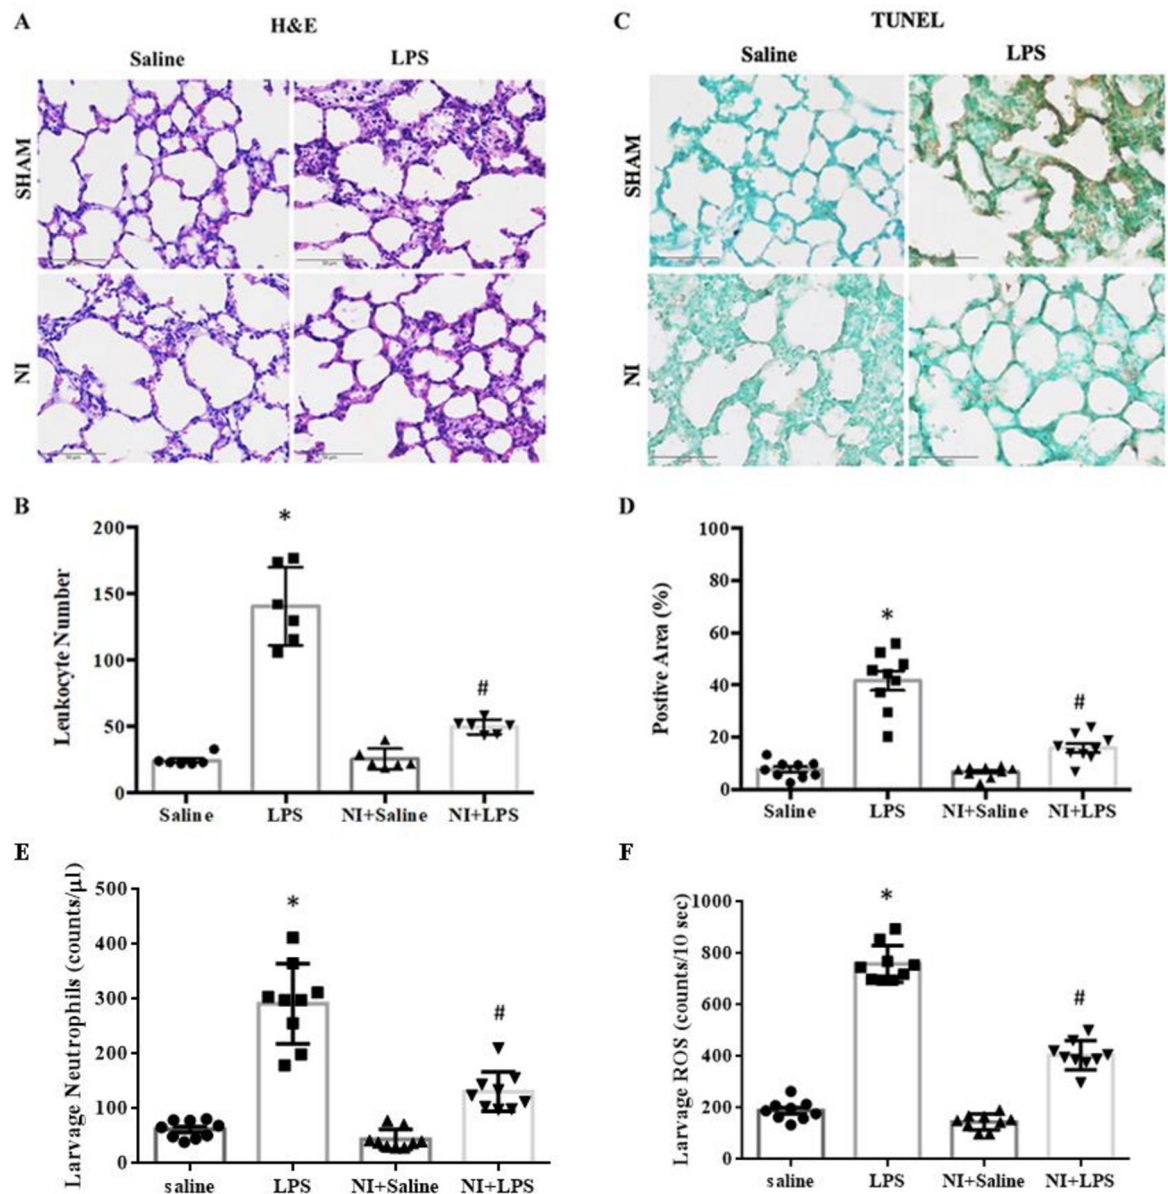 A
H&E
Saline
LPS
SHAM
NI
C
TUNEL
Saline
LPS
SHAM
NI
B
Leukocyte Number
200
150
100
50
0
*
#
Saline
LPS
NI+Saline
NI+LPS
D
Postive Area (%)
100
80
60
40
20
0
*
#
Saline
LPS
NI+Saline
NI+LPS
E
Larvage Neutrophils (counts/µl)
500
400
300
200
100
0
*
#
saline
LPS
NI+Saline
NI+LPS
F
Larvage ROS (counts/10 sec)
1000
800
600
400
200
0
*
#
Saline
LPS
NI+Saline
NI+LPS